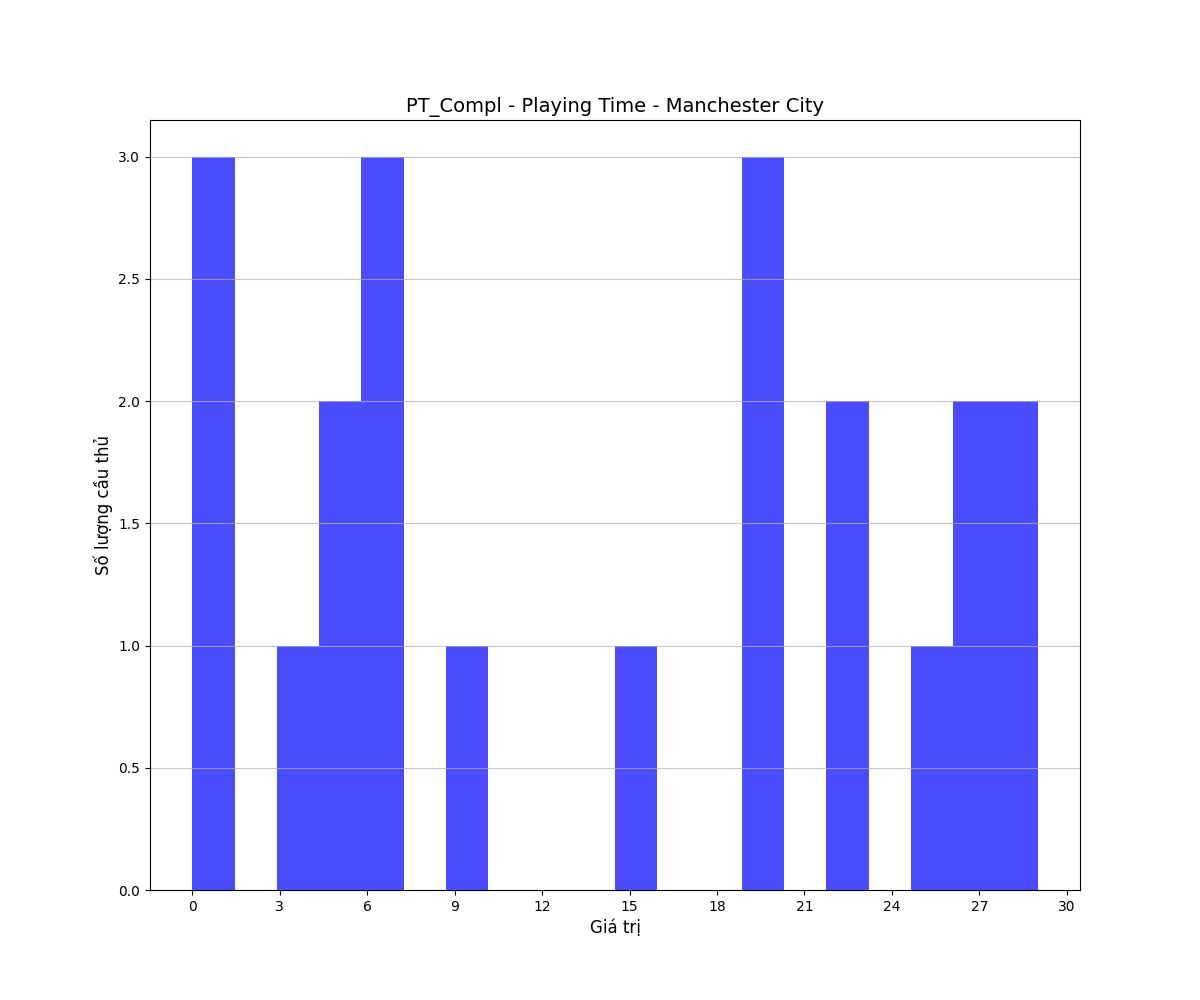 PT_Compl - Playing Time - Manchester City
3.0
2.5
2.0
1.5
1.0
0.5
0.0
Số lượng cầu thủ
0 3 6 9 12 15 18 21 24 27 30
Giá trị